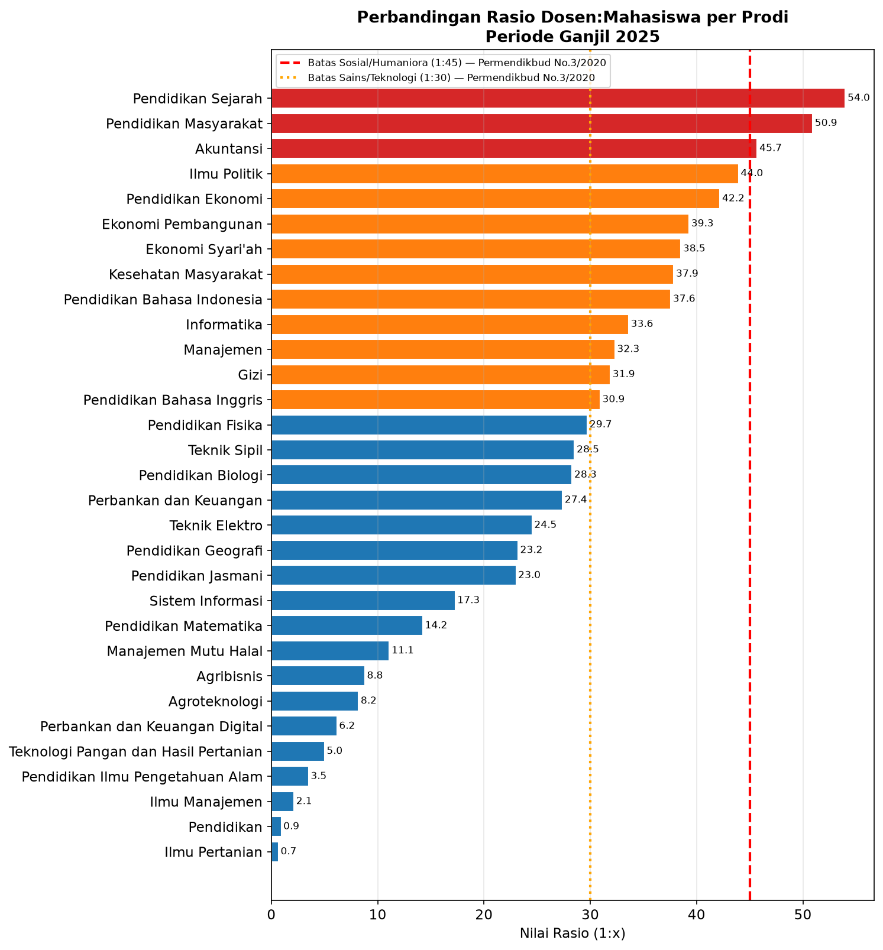 Perbandingan Rasio Dosen:Mahasiswa per Prodi
Periode Ganjil 2025
Batas Sosial/Humaniora (1:45) — Permendikbud No.3/2020
Batas Sains/Teknologi (1:30) — Permendikbud No.3/2020
Pendidikan Sejarah 54.0
Pendidikan Masyarakat 50.9
Akuntansi 45.7
Ilmu Politik 44.0
Pendidikan Ekonomi 42.2
Ekonomi Pembangunan 39.3
Ekonomi Syari'ah 38.5
Kesehatan Masyarakat 37.9
Pendidikan Bahasa Indonesia 37.6
Informatika 33.6
Manajemen 32.3
Gizi 31.9
Pendidikan Bahasa Inggris 30.9
Pendidikan Fisika 29.7
Teknik Sipil 28.5
Pendidikan Biologi 28.3
Perbankan dan Keuangan 27.4
Teknik Elektro 24.5
Pendidikan Geografi 23.2
Pendidikan Jasmani 23.0
Sistem Informasi 17.3
Pendidikan Matematika 14.2
Manajemen Mutu Halal 11.1
Agribisnis 8.8
Agroteknologi 8.2
Perbankan dan Keuangan Digital 6.2
Teknologi Pangan dan Hasil Pertanian 5.0
Pendidikan Ilmu Pengetahuan Alam 3.5
Ilmu Manajemen 2.1
Pendidikan 0.9
Ilmu Pertanian 0.7
0 10 20 30 40 50
Nilai Rasio (1:x)